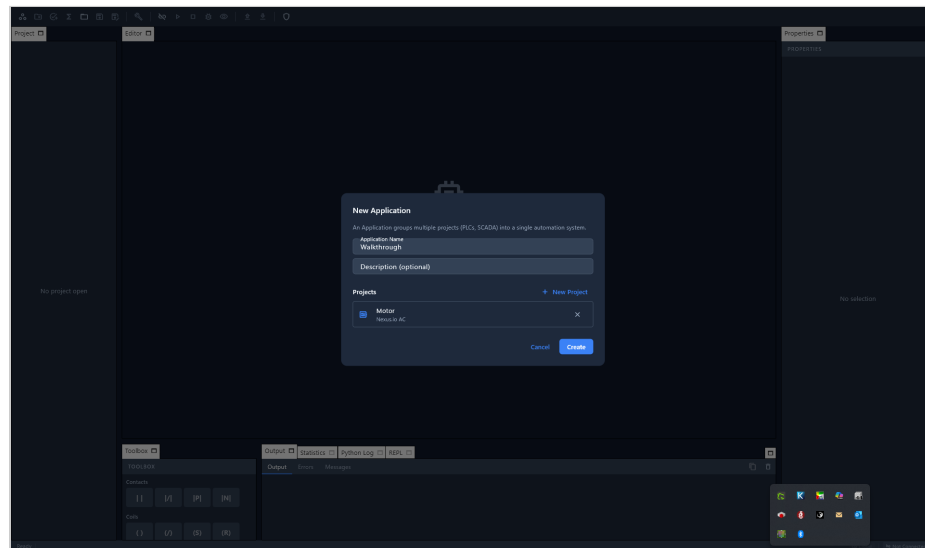 Project
Editor
Properties
PROPERTIES
New Application
An Application groups multiple projects (PLCs, SCADA) into a single automation system.
Application Name
Walkthrough
Description (optional)
Projects
+ New Project
Motor
Nexus.io AC
Cancel
Create
No project open
No selection
Toolbox
Output
Statistics
Python Log
REPL
TOOLBOX
Output
Errors
Messages
Contacts
[ ]
[/]
[P]
[N]
Coils
( )
(/)
(S)
(R)
Ready